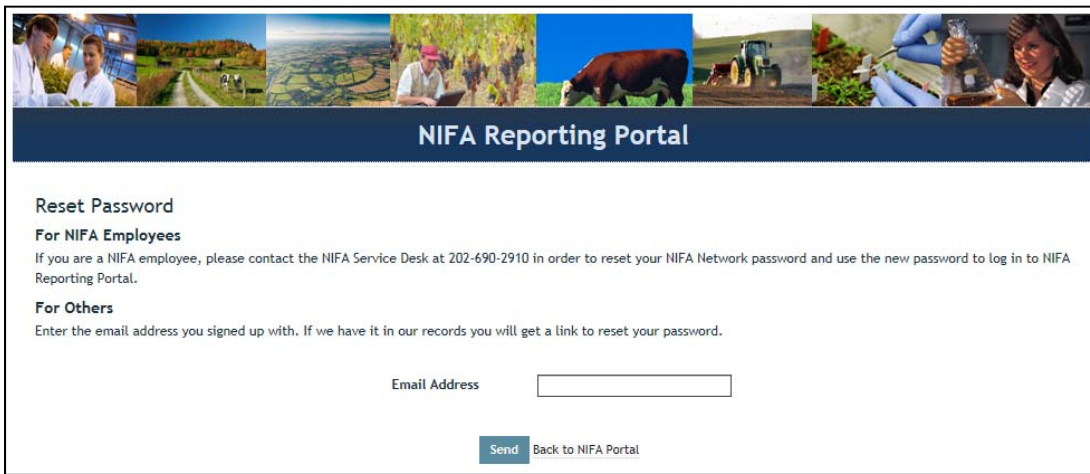 NIFA Reporting Portal
Reset Password
For NIFA Employees
If you are a NIFA employee, please contact the NIFA Service Desk at 202-690-2910 in order to reset your NIFA Network password and use the new password to log in to NIFA
Reporting Portal.
For Others
Enter the email address you signed up with. If we have it in our records you will get a link to reset your password.
Email Address
Send Back to NIFA Portal